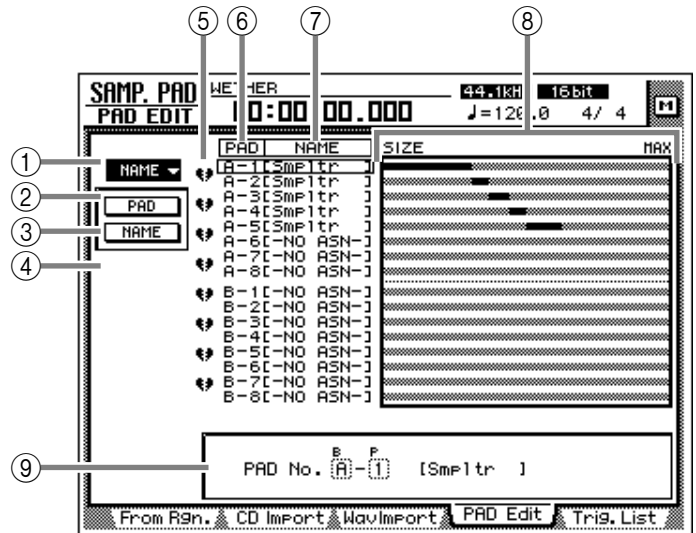 ⑤ ⑥ ⑦ ⑧
SAMP. PAD
PAD EDIT
WETHER
00:00 00.000
44.1kH 16bit
♩=120.0 4/ 4
M
PAD NAME SIZE MAX
① NAME
② PAD
③ NAME
④
A-1[Smpltr ]
A-2[Smpltr ]
A-3[Smpltr ]
A-4[Smpltr ]
A-5[Smpltr ]
A-6[-NO ASN-]
A-7[-NO ASN-]
A-8[-NO ASN-]
B-1[-NO ASN-]
B-2[-NO ASN-]
B-3[-NO ASN-]
B-4[-NO ASN-]
B-5[-NO ASN-]
B-6[-NO ASN-]
B-7[-NO ASN-]
B-8[-NO ASN-]
⑨
B P
PAD No. A-1 [Smpltr ]
From Rgn. CD Import WavImport PAD Edit Trig. List